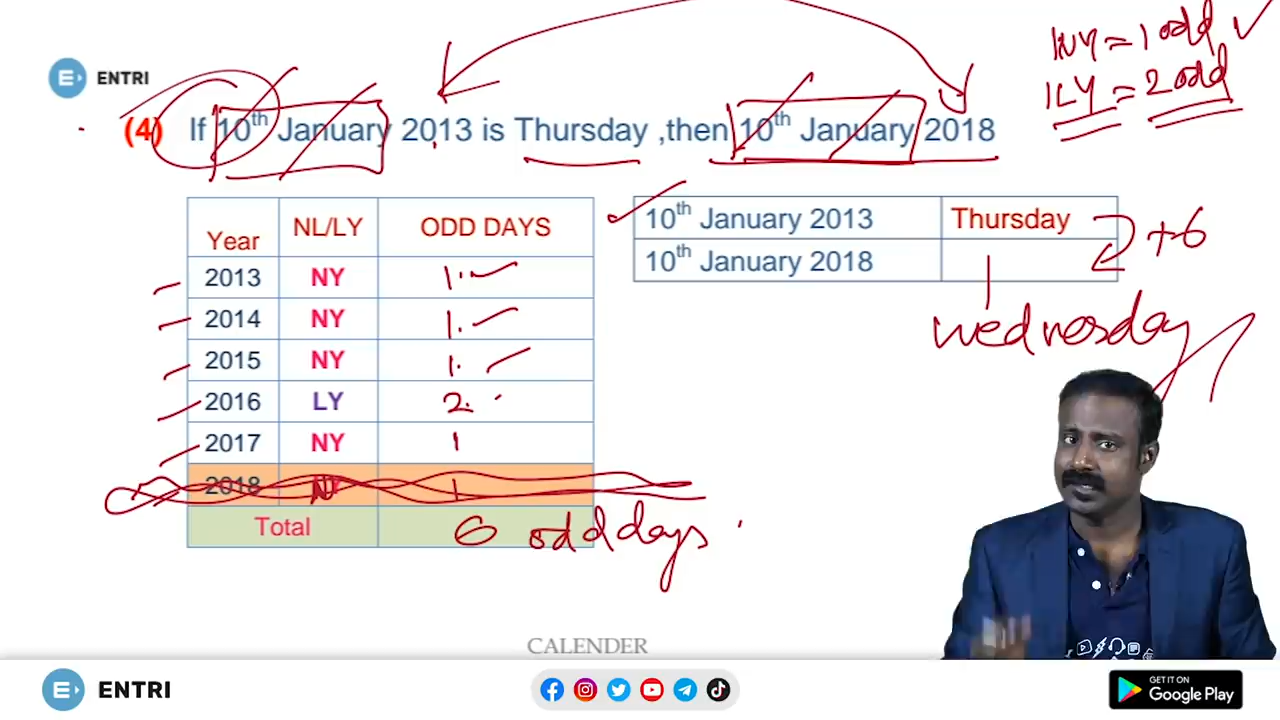 1NY = 1 odd ✓
1LY = 2 odd
ENTRI
(4) If 10th January 2013 is Thursday ,then 10th January 2018
Year NL/LY ODD DAYS
2013 NY 1
2014 NY 1
2015 NY 1
2016 LY 2
2017 NY 1
2018 NY 1
Total 6 odd days
10th January 2013 Thursday
10th January 2018
+6
Wednesday
CALENDER
ENTRI
GET IT ON
Google Play